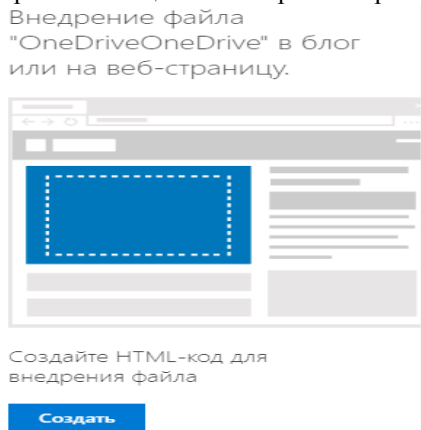 Внедрение файла
"OneDriveOneDrive" в блог
или на веб-страницу.
Создайте HTML-код для
внедрения файла
Создать